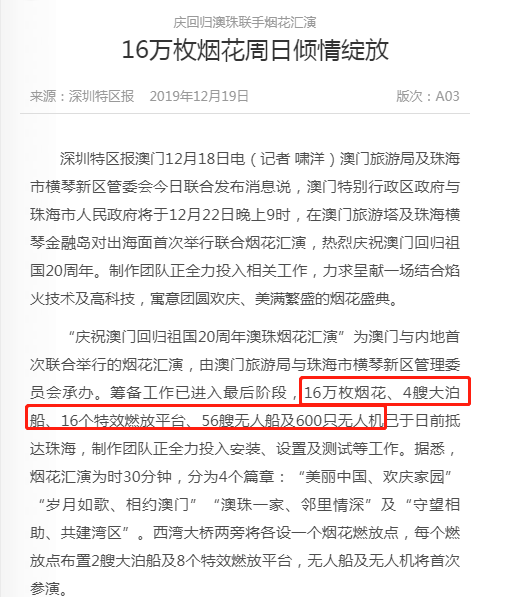 庆回归澳珠联手烟花汇演
16万枚烟花周日倾情绽放
来源：深圳特区报 2019年12月19日 版次：A03
深圳特区报澳门12月18日电（记者 啸洋）澳门旅游局及珠海
市横琴新区管委会今日联合发布消息说，澳门特别行政区政府与
珠海市人民政府将于12月22日晚上9时，在澳门旅游塔及珠海横
琴金融岛对出海面首次举行联合烟花汇演，热烈庆祝澳门回归祖
国20周年。制作团队正全力投入相关工作，力求呈献一场结合焰
火技术及高科技，寓意团圆欢庆、美满繁盛的烟花盛典。
“庆祝澳门回归祖国20周年澳珠烟花汇演”为澳门与内地首
次联合举行的烟花汇演，由澳门旅游局与珠海市横琴新区管理委
员会承办。筹备工作已进入最后阶段，16万枚烟花、4艘大泊
船、16个特效燃放平台、56艘无人船及600只无人机已于日前抵
达珠海，制作团队正全力投入安装、设置及测试等工作。据悉，
烟花汇演为时30分钟，分为4个篇章：“美丽中国、欢庆家园”
“岁月如歌、相约澳门”“澳珠一家、邻里情深”及“守望相
助、共建湾区”。西湾大桥两旁将各设一个烟花燃放点，每个燃
放点布置2艘大泊船及8个特效燃放平台，无人船及无人机将首次
参演。